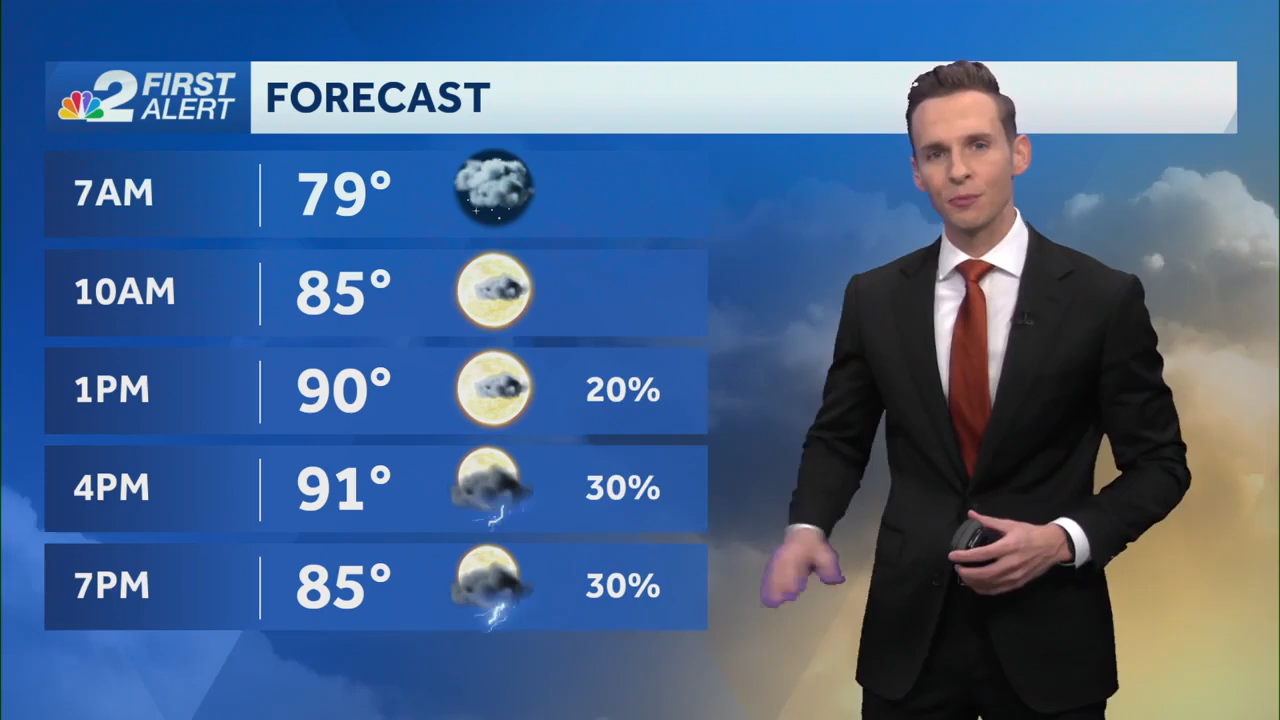 2 FIRST ALERT
FORECAST
7AM 79°
10AM 85°
1PM 90° 20%
4PM 91° 30%
7PM 85° 30%